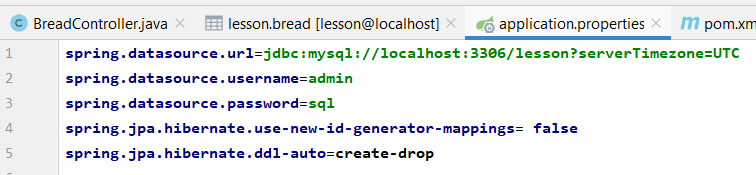 BreadController.java lesson.bread [lesson@localhost] application.properties pom.xm
1 spring.datasource.url=jdbc:mysql://localhost:3306/lesson?serverTimezone=UTC
2 spring.datasource.username=admin
3 spring.datasource.password=sql
4 spring.jpa.hibernate.use-new-id-generator-mappings= false
5 spring.jpa.hibernate.ddl-auto=create-drop